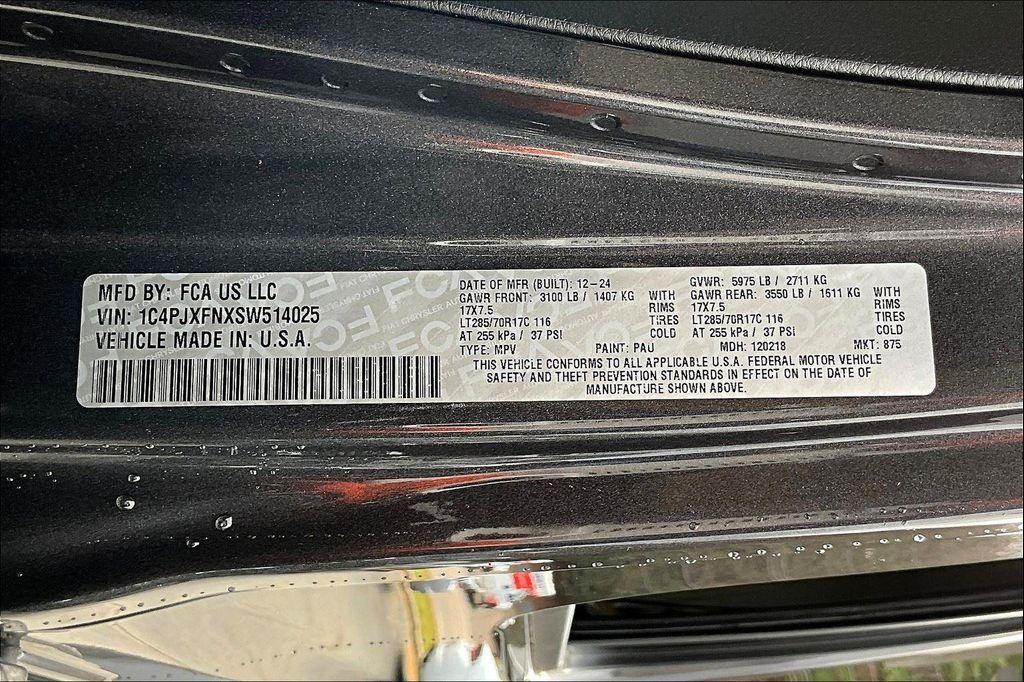 MFD BY: FCA US LLC
VIN: 1C4PJXFNXSW514025
VEHICLE MADE IN: U.S.A.
DATE OF MFR (BUILT): 12-24
GAWR FRONT: 3100 LB / 1407 KG WITH
17X7.5 RIMS
LT285/70R17C 116 TIRES
AT 255 kPa / 37 PSI COLD
TYPE: MPV PAINT: PAU
GVWR: 5975 LB / 2711 KG
GAWR REAR: 3550 LB / 1611 KG WITH
17X7.5 RIMS
LT285/70R17C 116 TIRES
AT 255 kPa / 37 PSI COLD
MDH: 120218 MKT: 875
THIS VEHICLE CONFORMS TO ALL APPLICABLE U.S.A. FEDERAL MOTOR VEHICLE
SAFETY AND THEFT PREVENTION STANDARDS IN EFFECT ON THE DATE OF
MANUFACTURE SHOWN ABOVE.